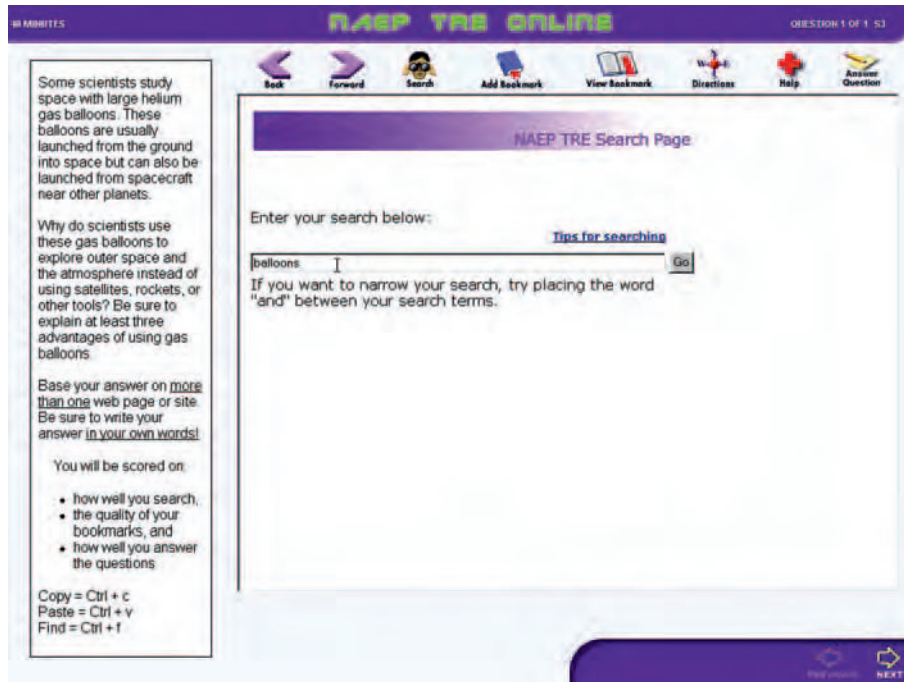 NAEP TRE ONLINE
QUESTION 1 OF 1 S3
Back
Forward
Search
Add Bookmark
View Bookmark
Directions
Help
Answer
Question
Some scientists study
space with large helium
gas balloons. These
balloons are usually
launched from the ground
into space but can also be
launched from spacecraft
near other planets.
Why do scientists use
these gas balloons to
explore outer space and
the atmosphere instead of
using satellites, rockets, or
other tools? Be sure to
explain at least three
advantages of using gas
balloons.
Base your answer on more
than one web page or site.
Be sure to write your
answer in your own words!
You will be scored on:
• how well you search,
• the quality of your
bookmarks, and
• how well you answer
the questions
Copy = Ctrl + c
Paste = Ctrl + v
Find = Ctrl + f
NAEP TRE Search Page
Enter your search below:
Tips for searching
balloons
Go
If you want to narrow your search, try placing the word
"and" between your search terms.
NEXT